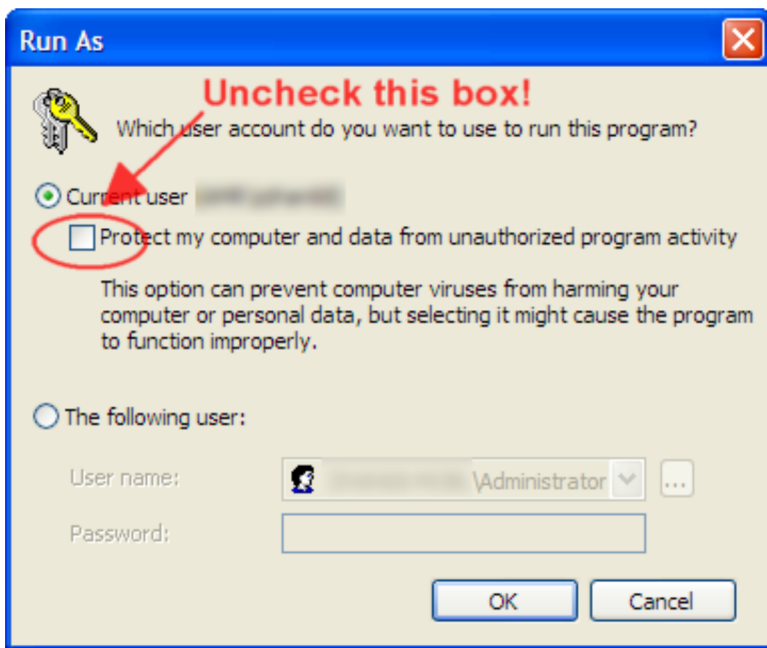 Run As
Uncheck this box!
Which user account do you want to use to run this program?
Current user
Protect my computer and data from unauthorized program activity
This option can prevent computer viruses from harming your
computer or personal data, but selecting it might cause the program
to function improperly.
The following user:
User name:
\Administrator
...
Password:
OK
Cancel